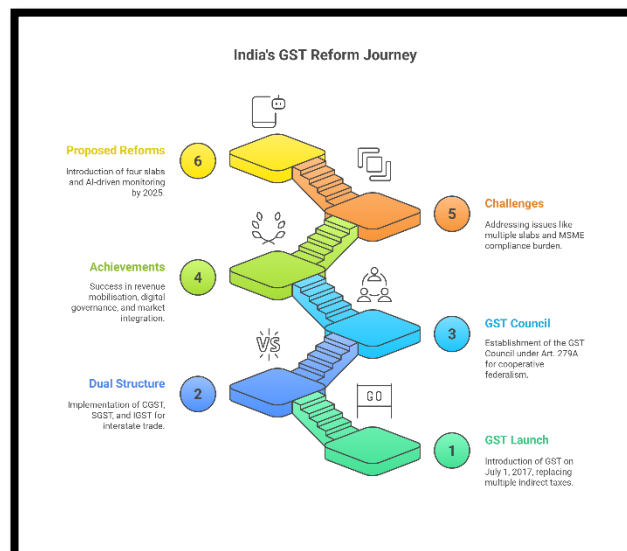 India's GST Reform Journey
Proposed Reforms
6
Introduction of four slabs
and AI-driven monitoring
by 2025.
5
Challenges
Addressing issues like
multiple slabs and MSME
compliance burden.
Achievements
4
Success in revenue
mobilisation, digital
governance, and market
integration.
3
GST Council
Establishment of the GST
Council under Art. 279A
for cooperative
federalism.
VS
Dual Structure
2
Implementation of CGST,
SGST, and IGST for
interstate trade.
GO
1
GST Launch
Introduction of GST on
July 1, 2017, replacing
multiple indirect taxes.